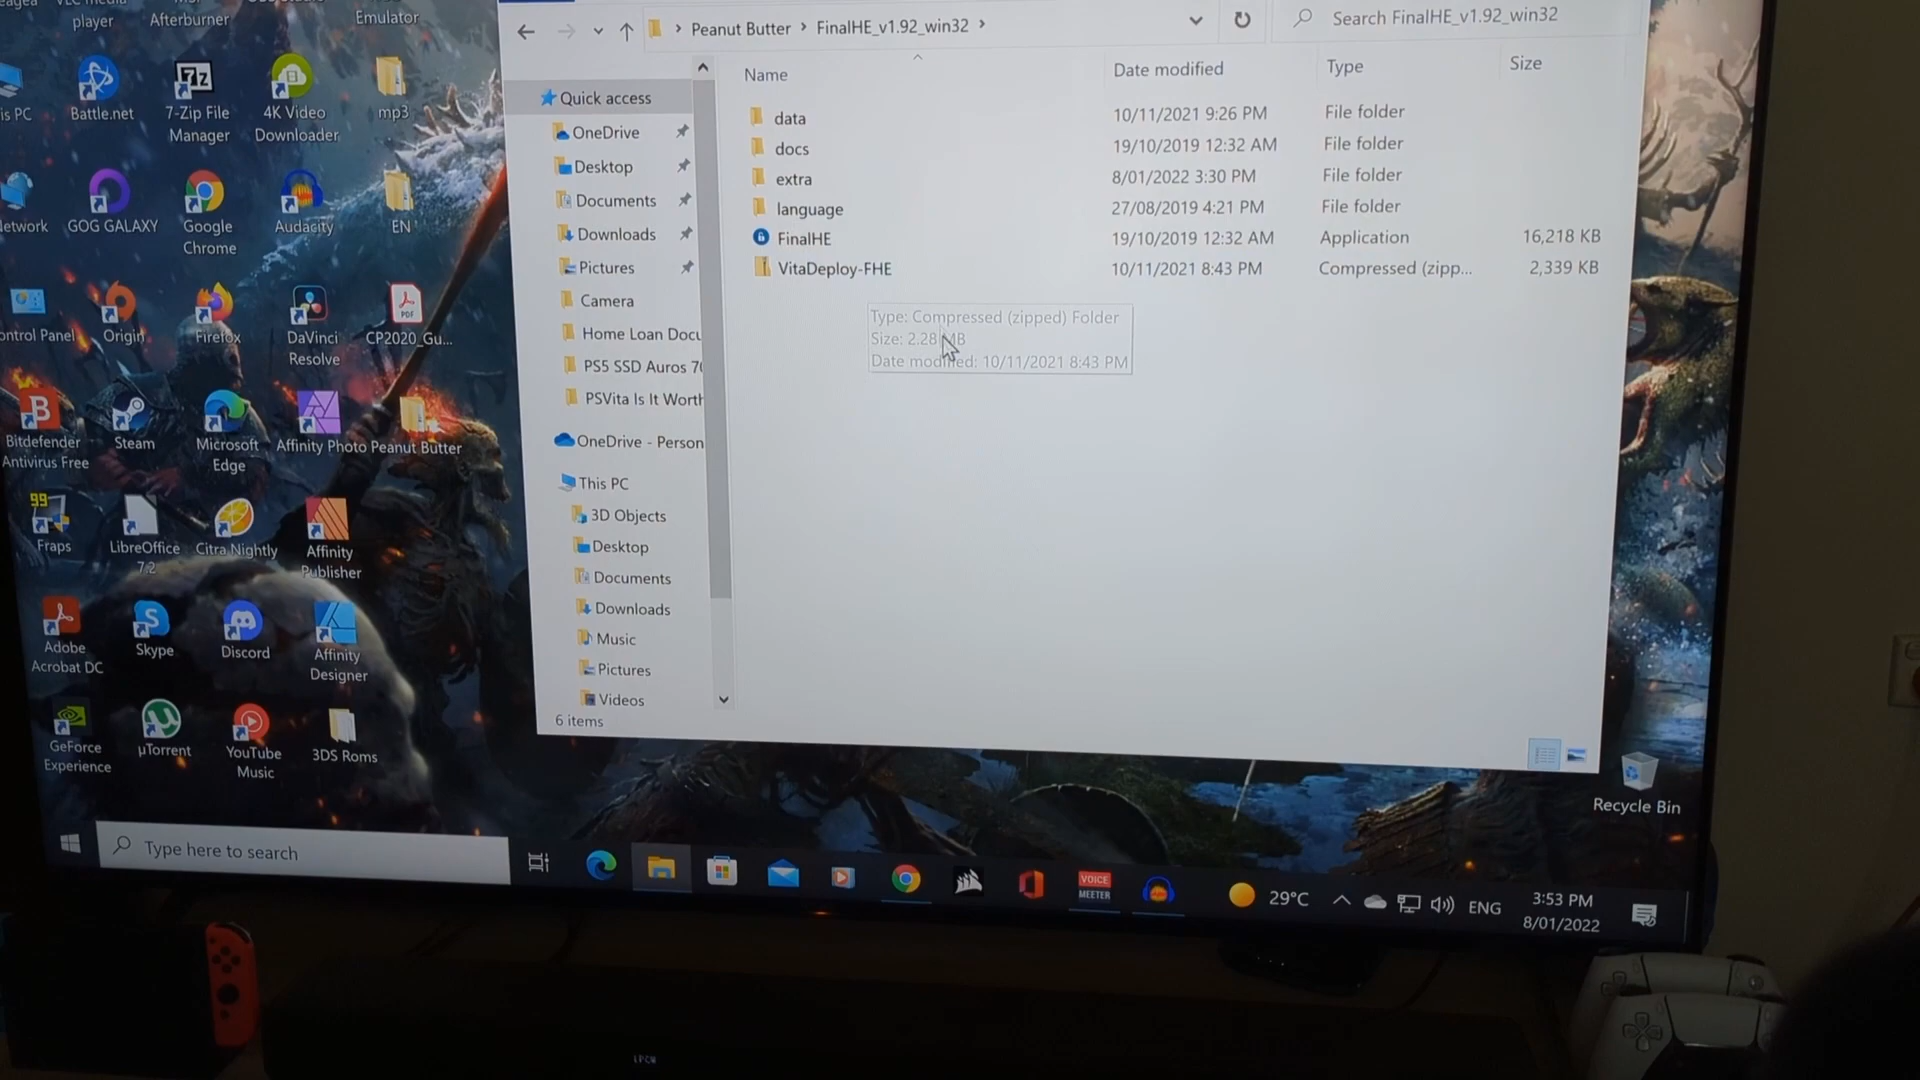 player
Afterburner
Emulator
is PC
Battle.net
7-Zip File
Manager
4K Video
Downloader
mp3
Network
GOG GALAXY
Google
Chrome
Audacity
EN
ontrol Panel
Origin
Firefox
DaVinci
Resolve
PDF
CP2020_Gu...
Bitdefender
Antivirus Free
Steam
Microsoft
Edge
Affinity Photo
Peanut Butter
99
Fraps
LibreOffice
7.2
Citra Nightly
Affinity
Publisher
Adobe
Acrobat DC
Skype
Discord
Affinity
Designer
GeForce
Experience
µTorrent
YouTube
Music
3DS Roms
Peanut Butter > FinalHE_v1.92_win32 >
Search FinalHE_v1.92_win32
Quick access
OneDrive
Desktop
Documents
Downloads
Pictures
Camera
Home Loan Docu
PS5 SSD Auros 70
PSVita Is It Worth
OneDrive - Person
This PC
3D Objects
Desktop
Documents
Downloads
Music
Pictures
Videos
6 items
Name Date modified Type Size
data 10/11/2021 9:26 PM File folder
docs 19/10/2019 12:32 AM File folder
extra 8/01/2022 3:30 PM File folder
language 27/08/2019 4:21 PM File folder
FinalHE 19/10/2019 12:32 AM Application 16,218 KB
VitaDeploy-FHE 10/11/2021 8:43 PM Compressed (zipp... 2,339 KB
Type: Compressed (zipped) Folder
Size: 2.28 MB
Date modified: 10/11/2021 8:43 PM
Recycle Bin
Type here to search
VOICE
MEETER
29°C
ENG
3:53 PM
8/01/2022
LPCM